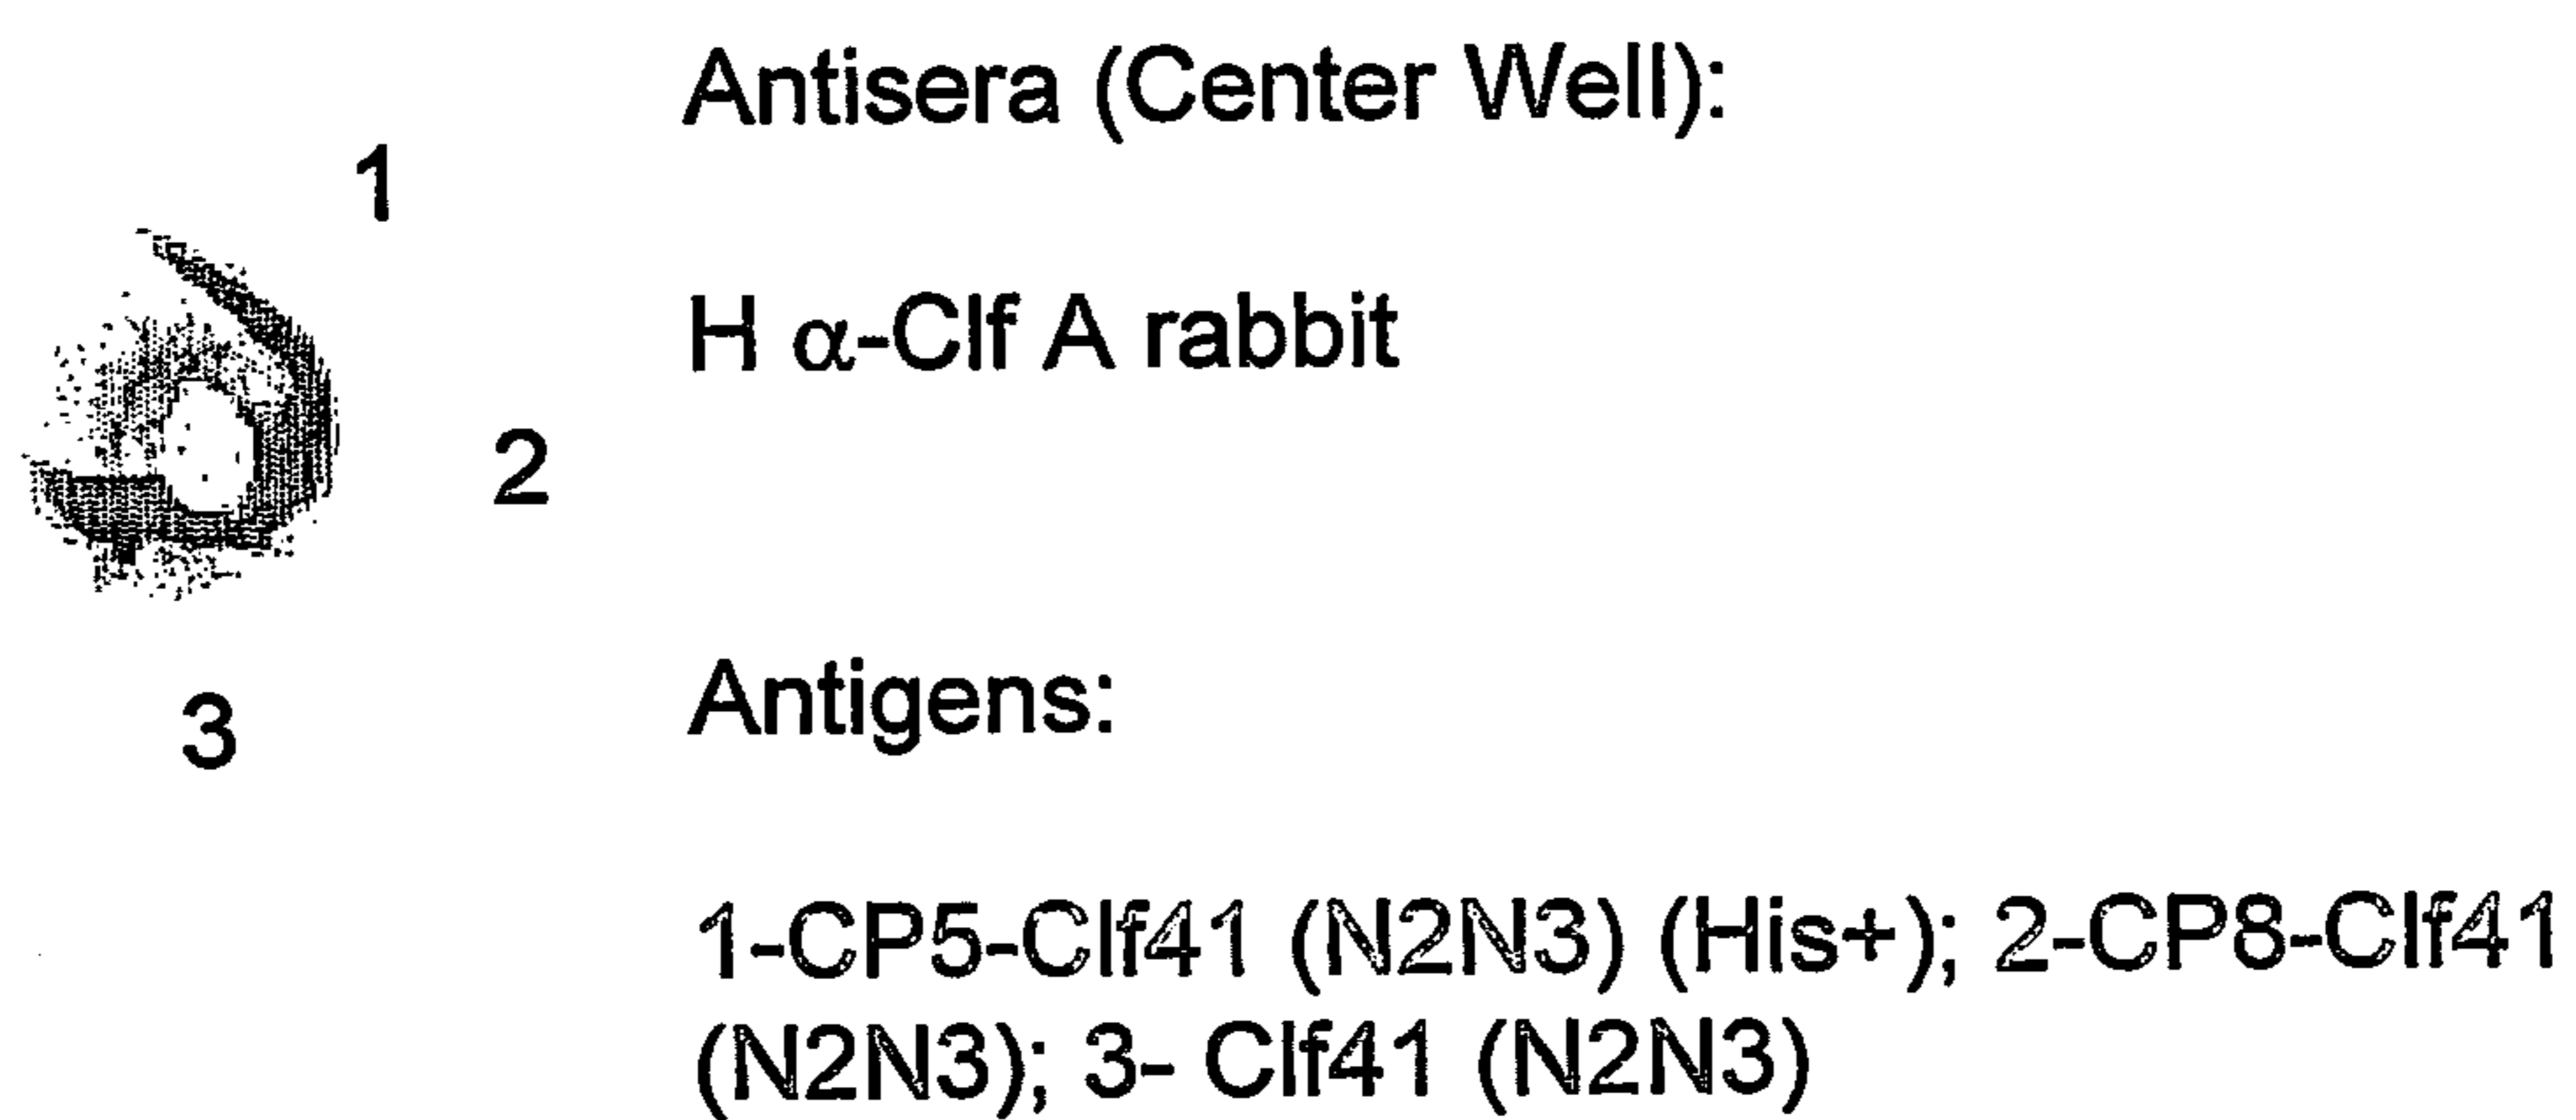 Antisera (Center Well):
1
H α-Clf A rabbit
2
Antigens:
3
1-CP5-Clf41 (N2N3) (His+); 2-CP8-Clf41
(N2N3); 3- Clf41 (N2N3)